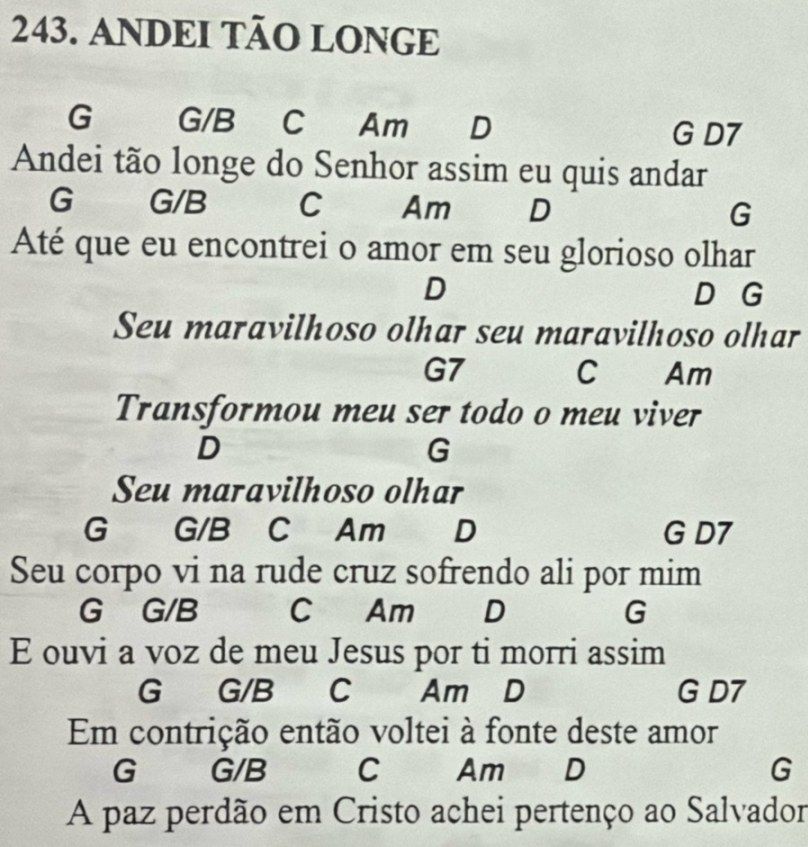 243. ANDEI TÃO LONGE
G G/B C Am D G D7
Andei tão longe do Senhor assim eu quis andar
G G/B C Am D G
Até que eu encontrei o amor em seu glorioso olhar
D D G
Seu maravilhoso olhar seu maravilhoso olhar
G7 C Am
Transformou meu ser todo o meu viver
D G
Seu maravilhoso olhar
G G/B C Am D G D7
Seu corpo vi na rude cruz sofrendo ali por mim
G G/B C Am D G
E ouvi a voz de meu Jesus por ti morri assim
G G/B C Am D G D7
Em contrição então voltei à fonte deste amor
G G/B C Am D G
A paz perdão em Cristo achei pertenço ao Salvador